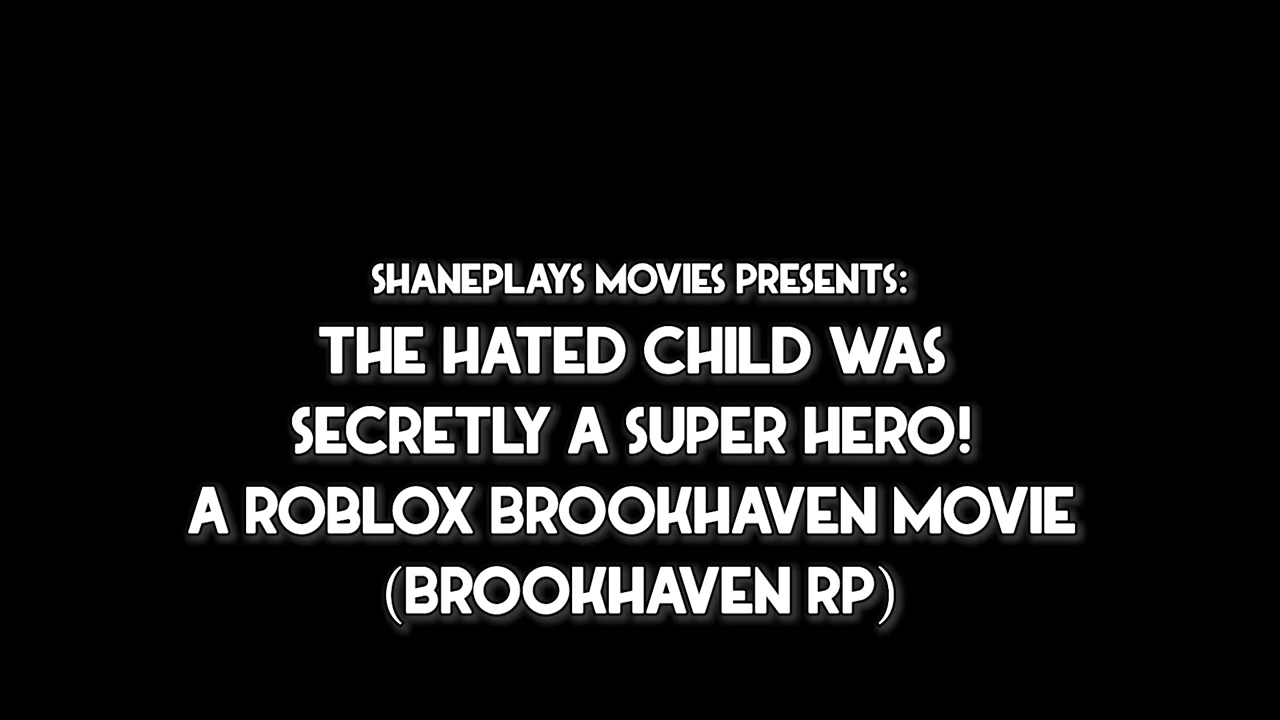 SHANEPLAYS MOVIES PRESENTS:
THE HATED CHILD WAS
SECRETLY A SUPER HERO!
A ROBLOX BROOKHAVEN MOVIE
(BROOKHAVEN RP)